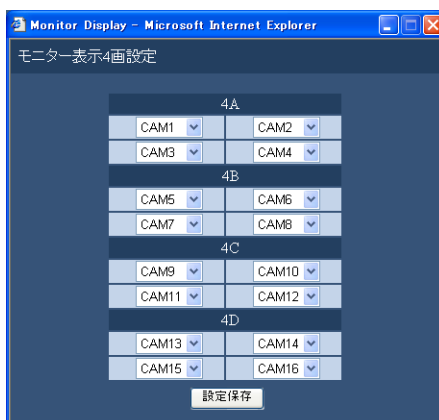 Monitor Display - Microsoft Internet Explorer
モニター表示4画設定
4A
CAM1 CAM2
CAM3 CAM4
4B
CAM5 CAM6
CAM7 CAM8
4C
CAM9 CAM10
CAM11 CAM12
4D
CAM13 CAM14
CAM15 CAM16
設定保存